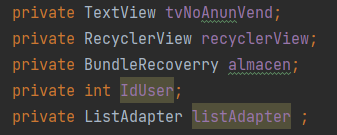 private TextView tvNoAnunVend;
private RecyclerView recyclerView;
private BundleRecoverry almacen;
private int IdUser;
private ListAdapter listAdapter ;